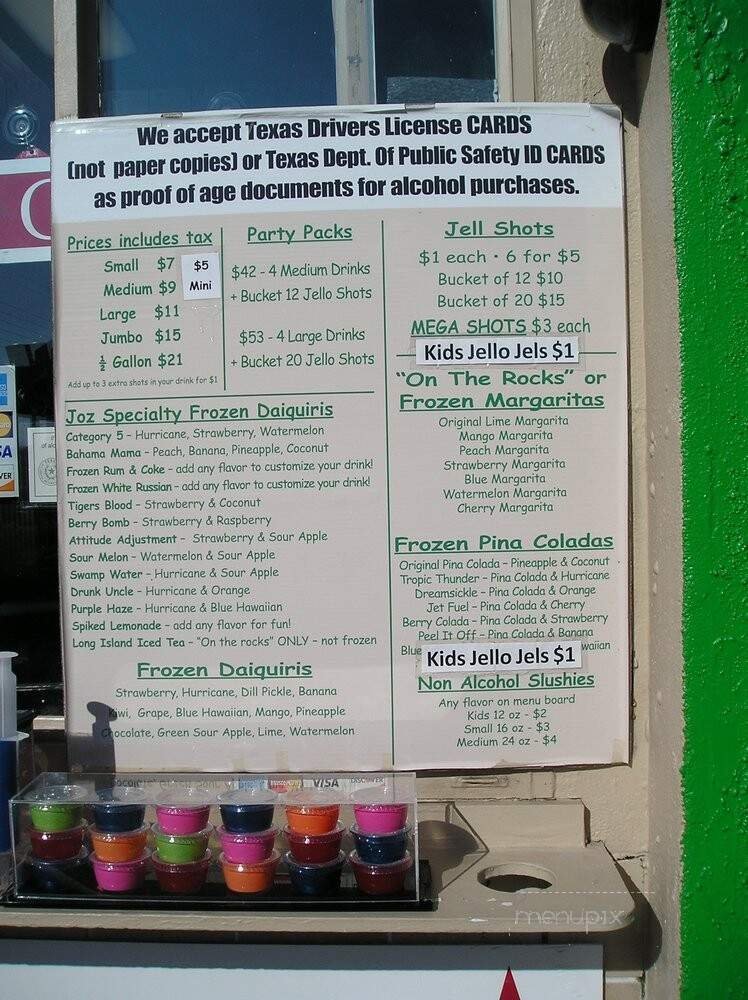 We accept Texas Drivers License CARDS
(not paper copies) or Texas Dept. Of Public Safety ID CARDS
as proof of age documents for alcohol purchases.
Prices includes tax
Small $7
Medium $9
Large $11
Jumbo $15
½ Gallon $21
Add up to 3 extra shots in your drink for $1
$5
Mini
Party Packs
$42 - 4 Medium Drinks
+ Bucket 12 Jello Shots
$53 - 4 Large Drinks
+ Bucket 20 Jello Shots
Jell Shots
$1 each • 6 for $5
Bucket of 12 $10
Bucket of 20 $15
MEGA SHOTS $3 each
Kids Jello Jels $1
Joz Specialty Frozen Daiquiris
Category 5 - Hurricane, Strawberry, Watermelon
Bahama Mama - Peach, Banana, Pineapple, Coconut
Frozen Rum & Coke - add any flavor to customize your drink!
Frozen White Russian - add any flavor to customize your drink!
Tigers Blood - Strawberry & Coconut
Berry Bomb - Strawberry & Raspberry
Attitude Adjustment - Strawberry & Sour Apple
Sour Melon - Watermelon & Sour Apple
Swamp Water - Hurricane & Sour Apple
Drunk Uncle - Hurricane & Orange
Purple Haze - Hurricane & Blue Hawaiian
Spiked Lemonade - add any flavor for fun!
Long Island Iced Tea - "On the rocks" ONLY - not frozen
Frozen Daiquiris
Strawberry, Hurricane, Dill Pickle, Banana
Kiwi, Grape, Blue Hawaiian, Mango, Pineapple
Chocolate, Green Sour Apple, Lime, Watermelon
"On The Rocks" or
Frozen Margaritas
Original Lime Margarita
Mango Margarita
Peach Margarita
Strawberry Margarita
Blue Margarita
Watermelon Margarita
Cherry Margarita
Frozen Pina Coladas
Original Pina Colada - Pineapple & Coconut
Tropic Thunder - Pina Colada & Hurricane
Dreamsickle - Pina Colada & Orange
Jet Fuel - Pina Colada & Cherry
Berry Colada - Pina Colada & Strawberry
Peel It Off - Pina Colada & Banana
Blue
Kids Jello Jels $1
Non Alcohol Slushies
Any flavor on menu board
Kids 12 oz - $2
Small 16 oz - $3
Medium 24 oz - $4
VISA
DISCOVER
menupix